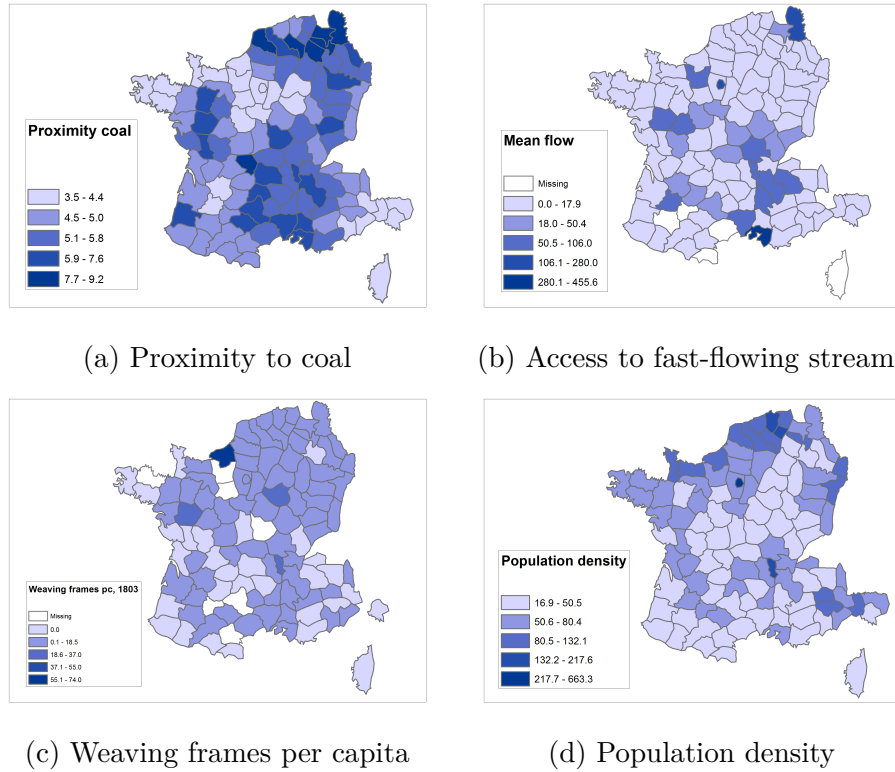 Proximity coal
3.5 - 4.4
4.5 - 5.0
5.1 - 5.8
5.9 - 7.6
7.7 - 9.2
(a) Proximity to coal
Mean flow
Missing
0.0 - 17.9
18.0 - 50.4
50.5 - 106.0
106.1 - 280.0
280.1 - 455.6
(b) Access to fast-flowing stream
Weaving frames pc, 1803
Missing
0.0
0.1 - 18.5
18.6 - 37.0
37.1 - 55.0
55.1 - 74.0
(c) Weaving frames per capita
Population density
16.9 - 50.5
50.6 - 80.4
80.5 - 132.1
132.2 - 217.6
217.7 - 663.3
(d) Population density